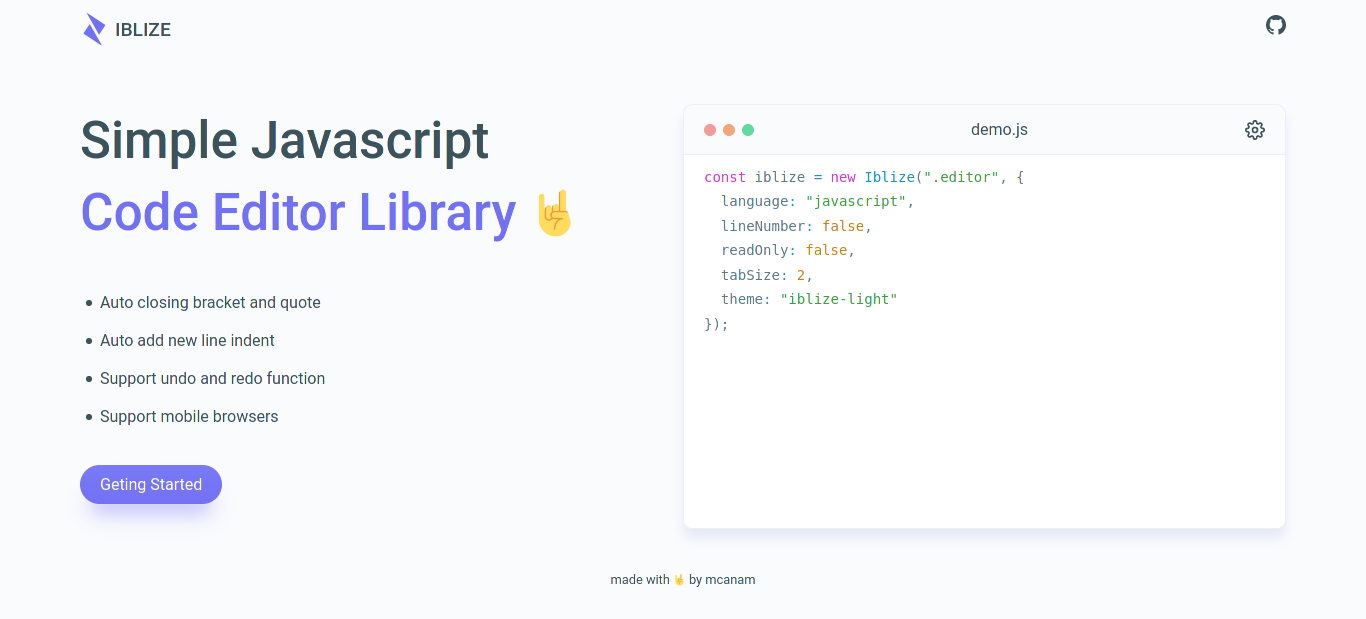 IBLIZE
Simple Javascript
Code Editor Library 🤘
Auto closing bracket and quote
Auto add new line indent
Support undo and redo function
Support mobile browsers
Geting Started
demo.js
const iblize = new Iblize(".editor", {
  language: "javascript",
  lineNumber: false,
  readOnly: false,
  tabSize: 2,
  theme: "iblize-light"
});
made with 🤘 by mcanam